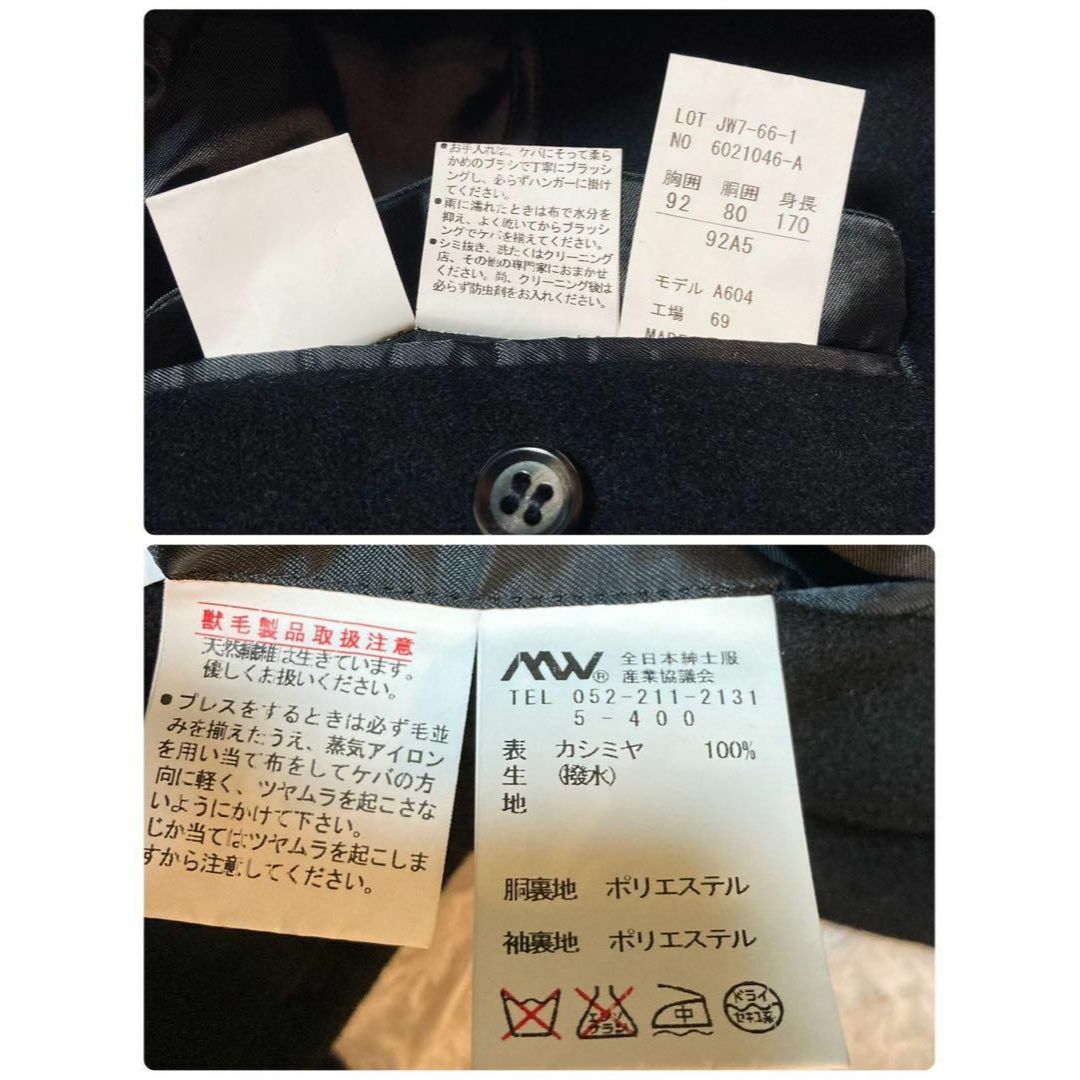 ●お手入れは、ケバにそって柔ら
かめのブラシで丁寧にブラッシ
ングし、必らずハンガーに掛け
てください。
●雨に濡れたときは布で水分を
抑え、よく乾いてからブラッシ
ングでケバを揃えてください。
●シミ抜き、洗たくはクリーニング
店、その他の専門家におまかせ
ください。尚、クリーニング後は
必らず防虫剤をお入れください。
LOT JW7-66-1
NO 6021046-A
胸囲 胴囲 身長
92 80 170
92A5
モデル A604
工場 69
獣毛製品取扱注意
天然繊維は生きています。
優しくお扱いください。
●プレスをするときは必ず毛並
みを揃えたうえ、蒸気アイロン
を用い当て布をしてケバの方
向に軽く、ツヤムラを起こさな
いようにかけて下さい。
じか当てはツヤムラを起こしま
すから注意してください。
MW® 全日本紳士服
産業協議会
TEL 052-211-2131
5-400
表 カシミヤ 100%
生 (撥水)
地
胴裏地 ポリエステル
袖裏地 ポリエステル
エンソ
サラシ
中
ドライ
セキユ系